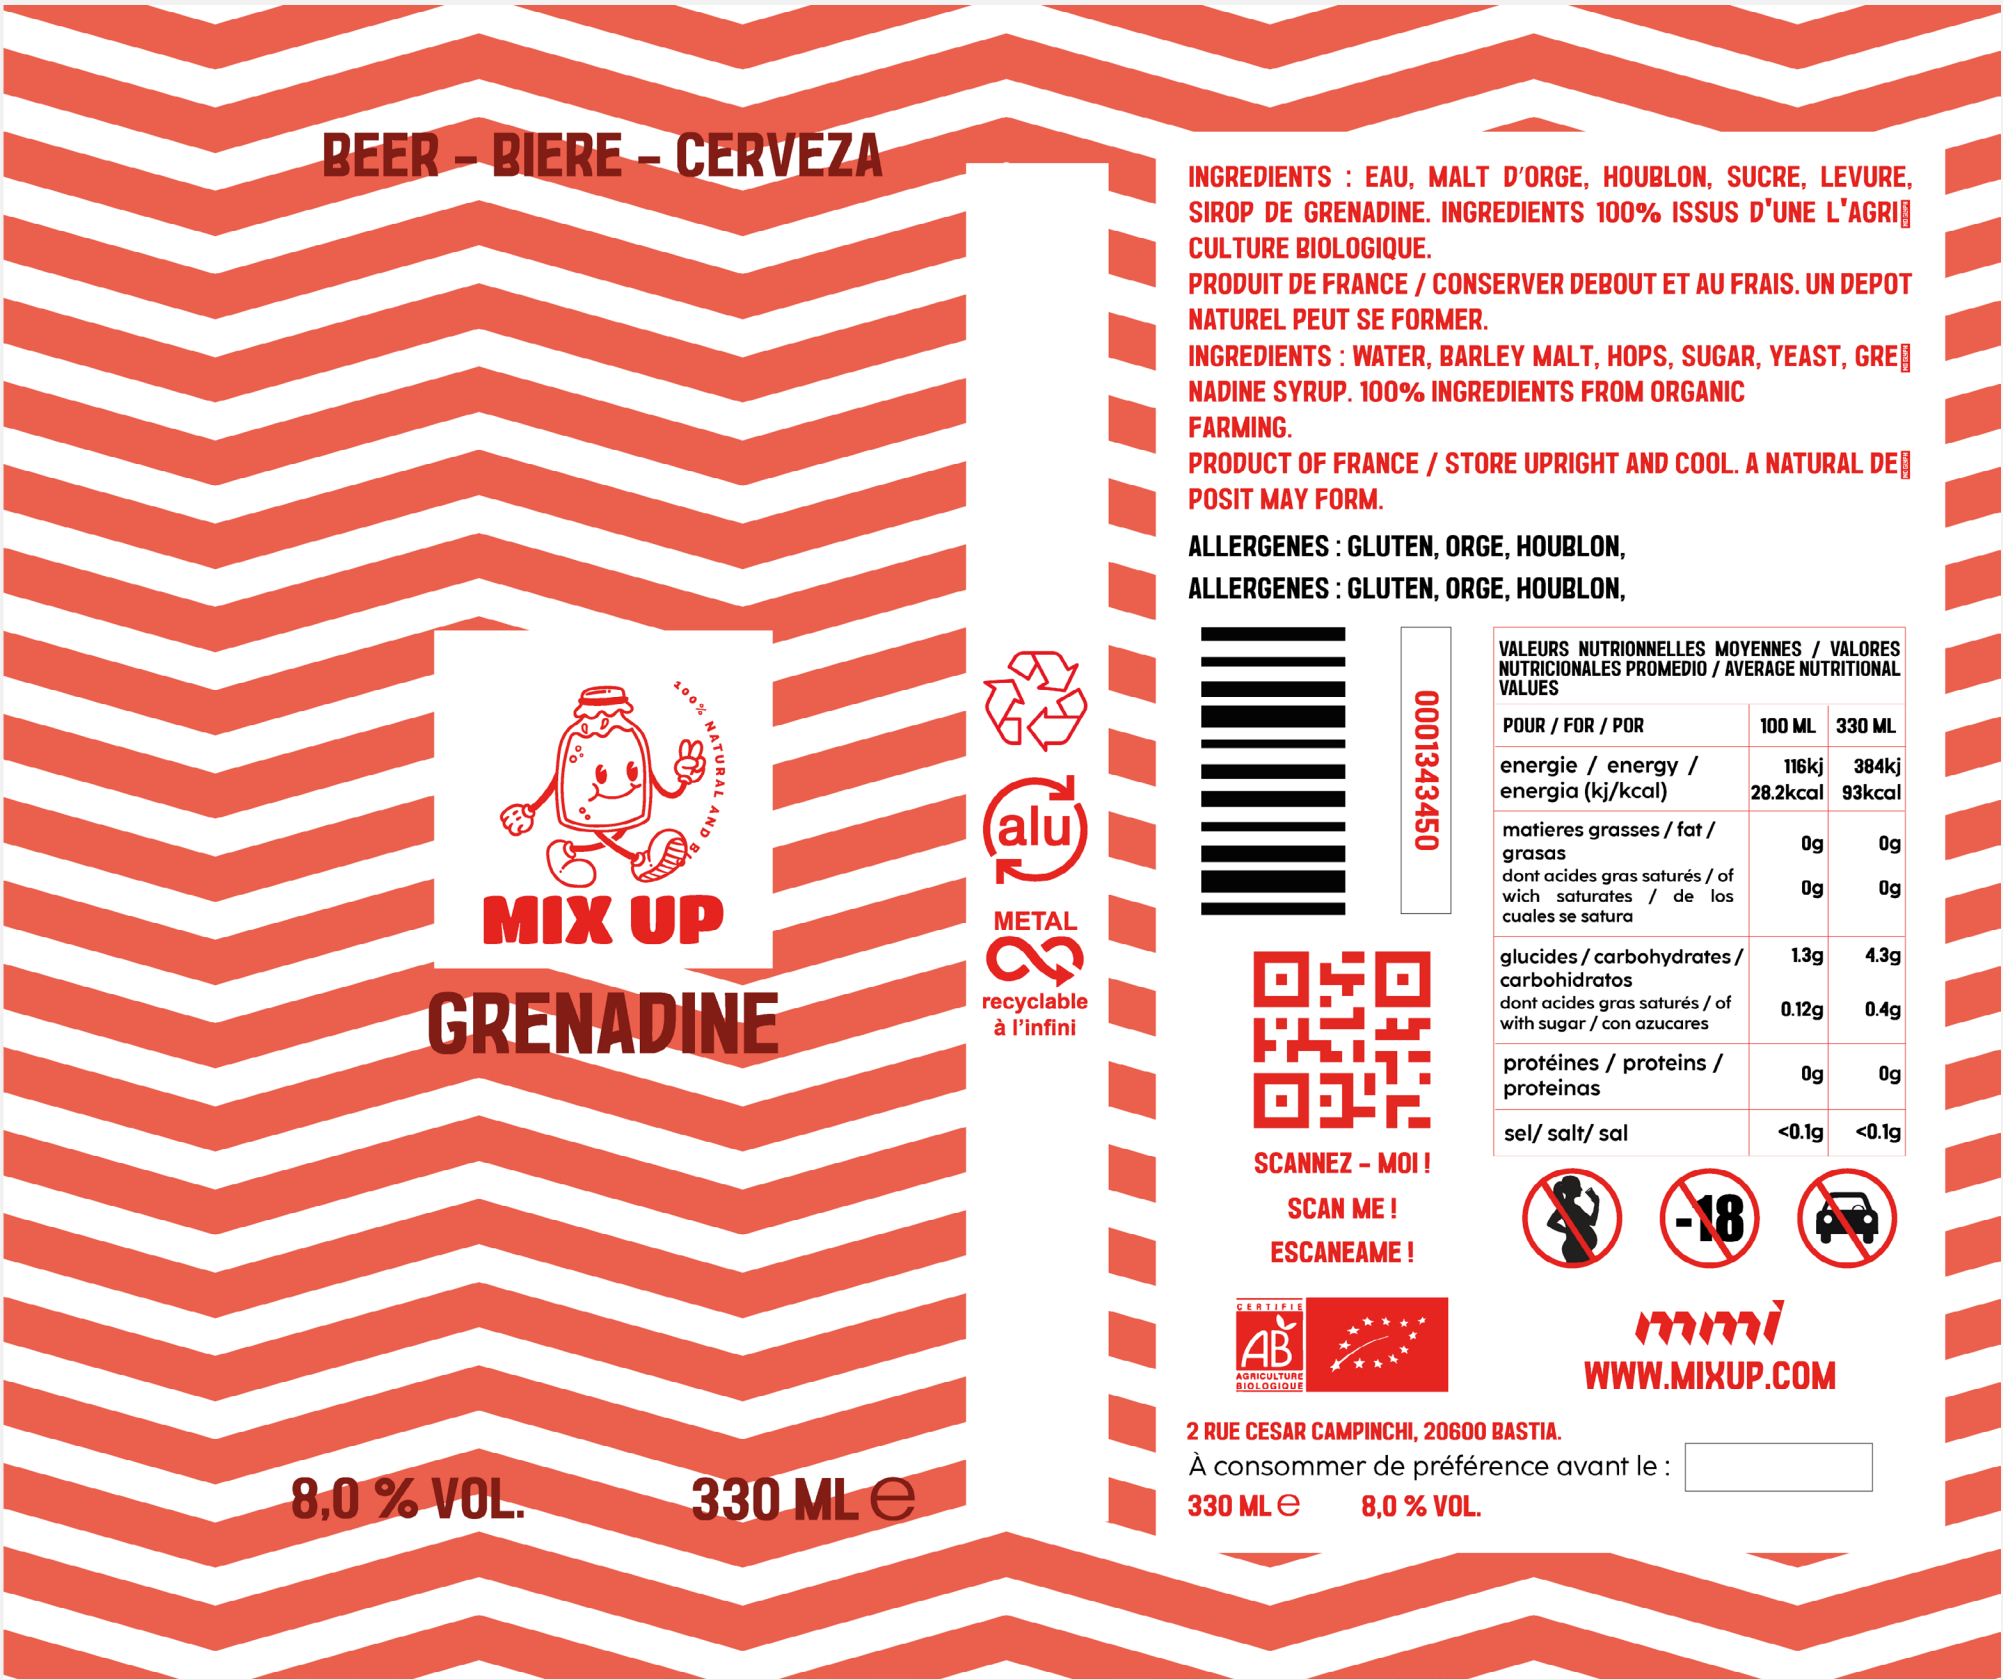 BEER – BIERE – CERVEZA
100% NATURAL AND
MIX UP
GRENADINE
8,0 % VOL.
330 ML ℮
alu
METAL
recyclable
à l'infini
INGREDIENTS : EAU, MALT D'ORGE, HOUBLON, SUCRE, LEVURE,
SIROP DE GRENADINE. INGREDIENTS 100% ISSUS D'UNE L'AGRI
CULTURE BIOLOGIQUE.
PRODUIT DE FRANCE / CONSERVER DEBOUT ET AU FRAIS. UN DEPOT
NATUREL PEUT SE FORMER.
INGREDIENTS : WATER, BARLEY MALT, HOPS, SUGAR, YEAST, GRE
NADINE SYRUP. 100% INGREDIENTS FROM ORGANIC
FARMING.
PRODUCT OF FRANCE / STORE UPRIGHT AND COOL. A NATURAL DE
POSIT MAY FORM.
ALLERGENES : GLUTEN, ORGE, HOUBLON,
ALLERGENES : GLUTEN, ORGE, HOUBLON,
0001343450
VALEURS NUTRIONNELLES MOYENNES / VALORES
NUTRICIONALES PROMEDIO / AVERAGE NUTRITIONAL
VALUES
POUR / FOR / POR 100 ML 330 ML
energie / energy / 116kj 384kj
energia (kj/kcal) 28.2kcal 93kcal
matieres grasses / fat /
grasas 0g 0g
dont acides gras saturés / of
wich saturates / de los 0g 0g
cuales se satura
glucides / carbohydrates / 1.3g 4.3g
carbohidratos
dont acides gras saturés / of 0.12g 0.4g
with sugar / con azucares
protéines / proteins / 0g 0g
proteinas
sel/ salt/ sal <0.1g <0.1g
SCANNEZ - MOI !
SCAN ME !
ESCANEAME !
-18
CERTIFIE
AB
AGRICULTURE
BIOLOGIQUE
mmi
WWW.MIXUP.COM
2 RUE CESAR CAMPINCHI, 20600 BASTIA.
À consommer de préférence avant le :
330 ML ℮ 8,0 % VOL.